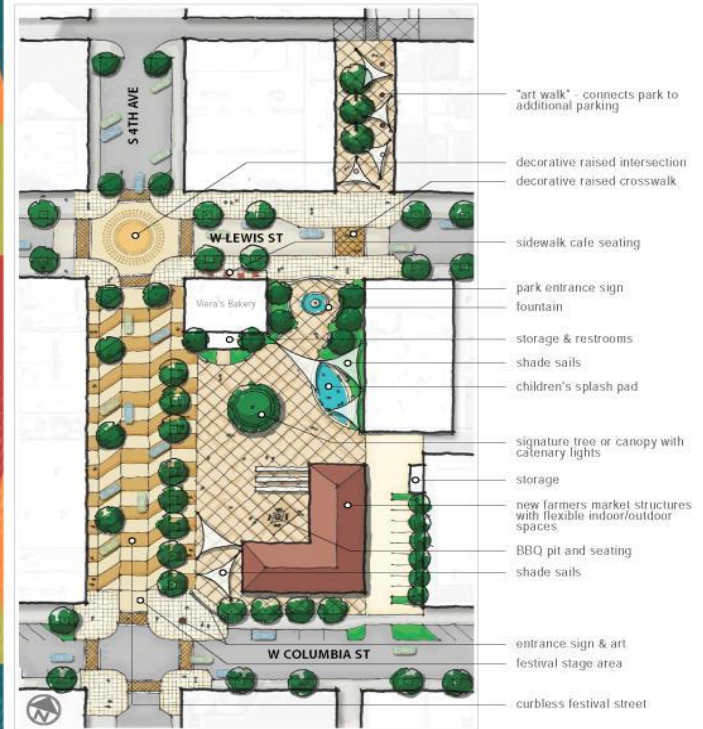 S 4TH AVE
W LEWIS ST
Viera's Bakery
W COLUMBIA ST
N
"art walk" - connects park to
additional parking
decorative raised intersection
decorative raised crosswalk
sidewalk cafe seating
park entrance sign
fountain
storage & restrooms
shade sails
children's splash pad
signature tree or canopy with
catenary lights
storage
new farmers market structures
with flexible indoor/outdoor
spaces
BBQ pit and seating
shade sails
entrance sign & art
festival stage area
curbless festival street